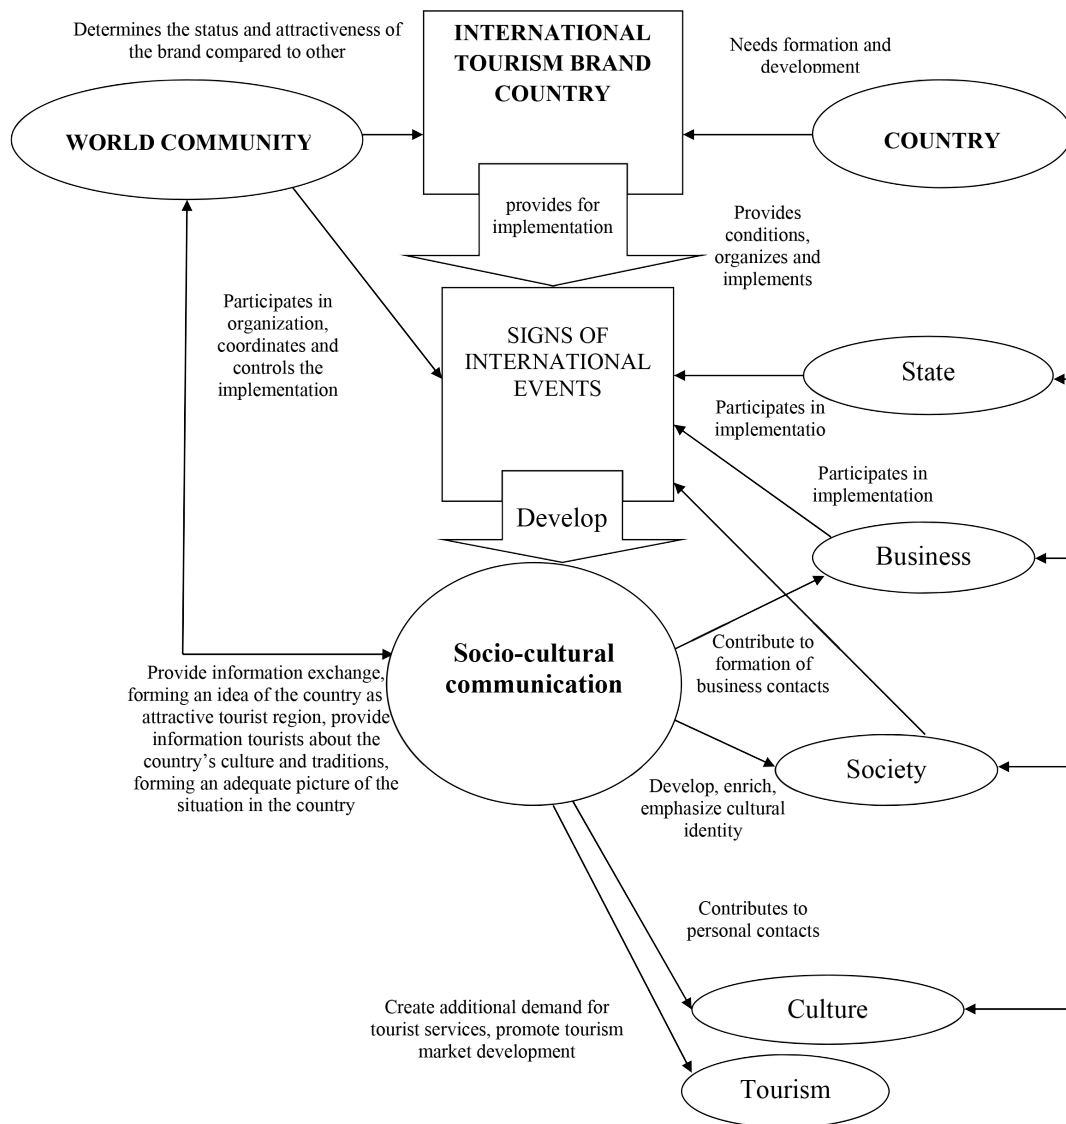 Determines the status and attractiveness of
the brand compared to other
INTERNATIONAL
TOURISM BRAND
COUNTRY
Needs formation and
development
WORLD COMMUNITY
COUNTRY
provides for
implementation
Provides
conditions,
organizes and
implements
Participates in
organization,
coordinates and
controls the
implementation
SIGNS OF
INTERNATIONAL
EVENTS
State
Participates in
implementatio
Participates in
implementation
Develop
Business
Socio-cultural
communication
Contribute to
formation of
business contacts
Provide information exchange,
forming an idea of the country as
attractive tourist region, provide
information tourists about the
country’s culture and traditions,
forming an adequate picture of the
situation in the country
Society
Develop, enrich,
emphasize cultural
identity
Contributes to
personal contacts
Create additional demand for
tourist services, promote tourism
market development
Culture
Tourism